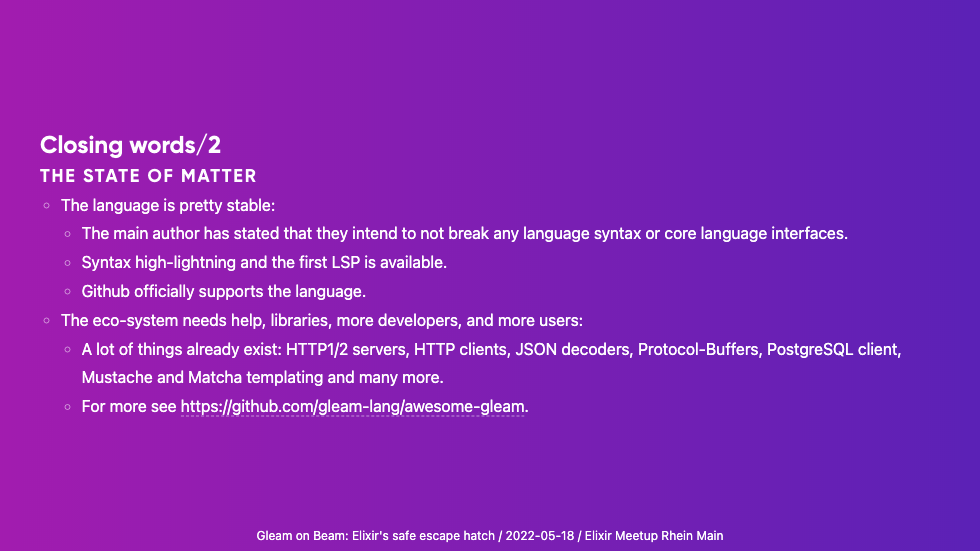 Closing words/2
THE STATE OF MATTER
The language is pretty stable:
The main author has stated that they intend to not break any language syntax or core language interfaces.
Syntax high-lightning and the first LSP is available.
Github officially supports the language.
The eco-system needs help, libraries, more developers, and more users:
A lot of things already exist: HTTP1/2 servers, HTTP clients, JSON decoders, Protocol-Buffers, PostgreSQL client,
Mustache and Matcha templating and many more.
For more see https://github.com/gleam-lang/awesome-gleam.
Gleam on Beam: Elixir's safe escape hatch / 2022-05-18 / Elixir Meetup Rhein Main